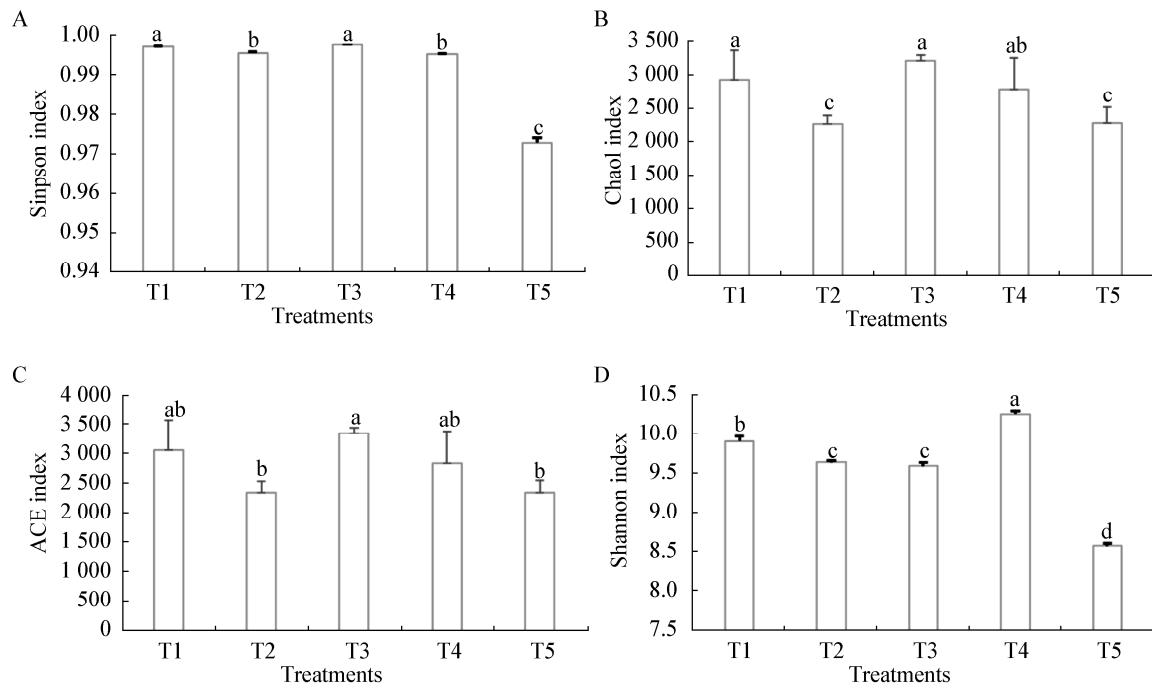 A
Sinpson index
1.00
0.99
0.98
0.97
0.96
0.95
0.94
a
b
a
b
c
T1
T2
T3
T4
T5
Treatments
B
Chaol index
3 500
3 000
2 500
2 000
1 500
1 000
500
0
a
c
a
ab
c
T1
T2
T3
T4
T5
Treatments
C
ACE index
4 000
3 500
3 000
2 500
2 000
1 500
1 000
500
0
ab
b
a
ab
b
T1
T2
T3
T4
T5
Treatments
D
Shannon index
10.5
10.0
9.5
9.0
8.5
8.0
7.5
b
c
c
a
d
T1
T2
T3
T4
T5
Treatments